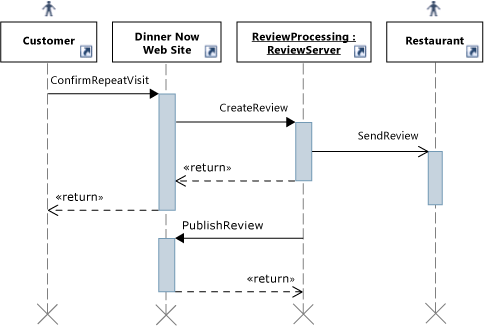 Customer
Dinner Now
Web Site
ReviewProcessing :
ReviewServer
Restaurant
ConfirmRepeatVisit
CreateReview
SendReview
«return»
«return»
PublishReview
«return»